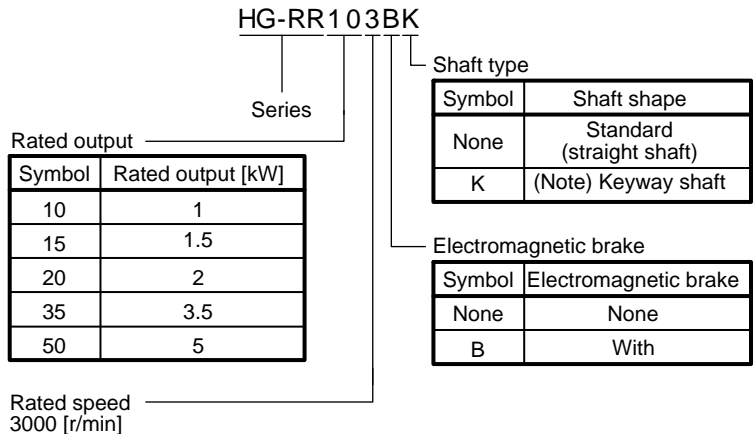 HG-RR103BK
Series
Shaft type
Symbol Shaft shape
None Standard
(straight shaft)
K (Note) Keyway shaft
Rated output
Symbol Rated output [kW]
10 1
15 1.5
20 2
35 3.5
50 5
Electromagnetic brake
Symbol Electromagnetic brake
None None
B With
Rated speed
3000 [r/min]